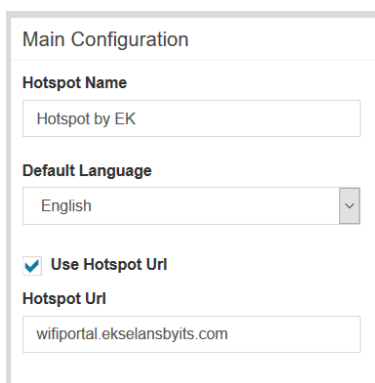 Main Configuration
Hotspot Name
Hotspot by EK
Default Language
English
Use Hotspot Url
Hotspot Url
wifiportal.ekselansbyits.com